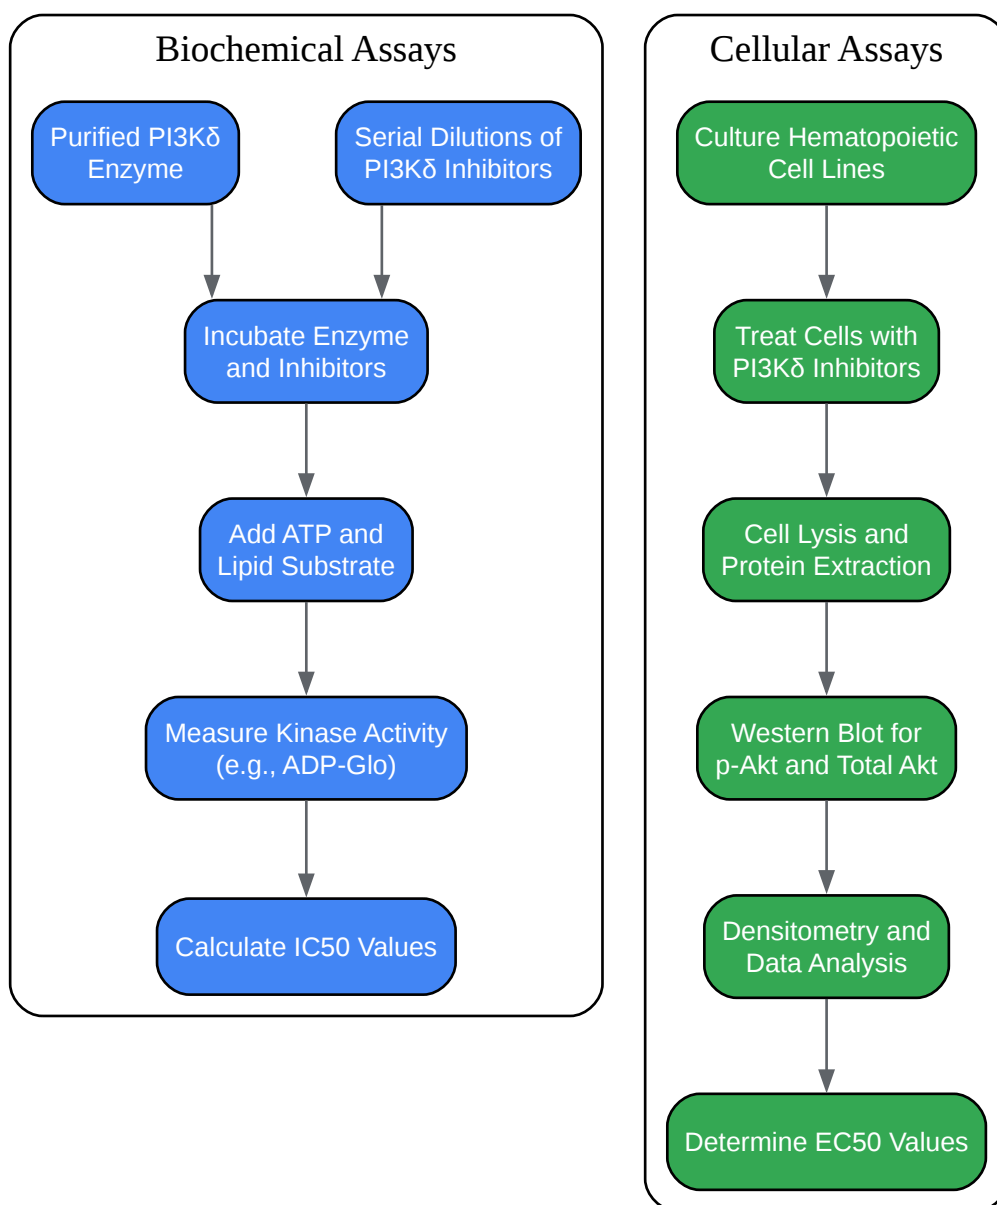 Biochemical Assays
Purified PI3Kδ
Enzyme
Serial Dilutions of
PI3Kδ Inhibitors
Incubate Enzyme
and Inhibitors
Add ATP and
Lipid Substrate
Measure Kinase Activity
(e.g., ADP-Glo)
Calculate IC50 Values
Cellular Assays
Culture Hematopoietic
Cell Lines
Treat Cells with
PI3Kδ Inhibitors
Cell Lysis and
Protein Extraction
Western Blot for
p-Akt and Total Akt
Densitometry and
Data Analysis
Determine EC50 Values